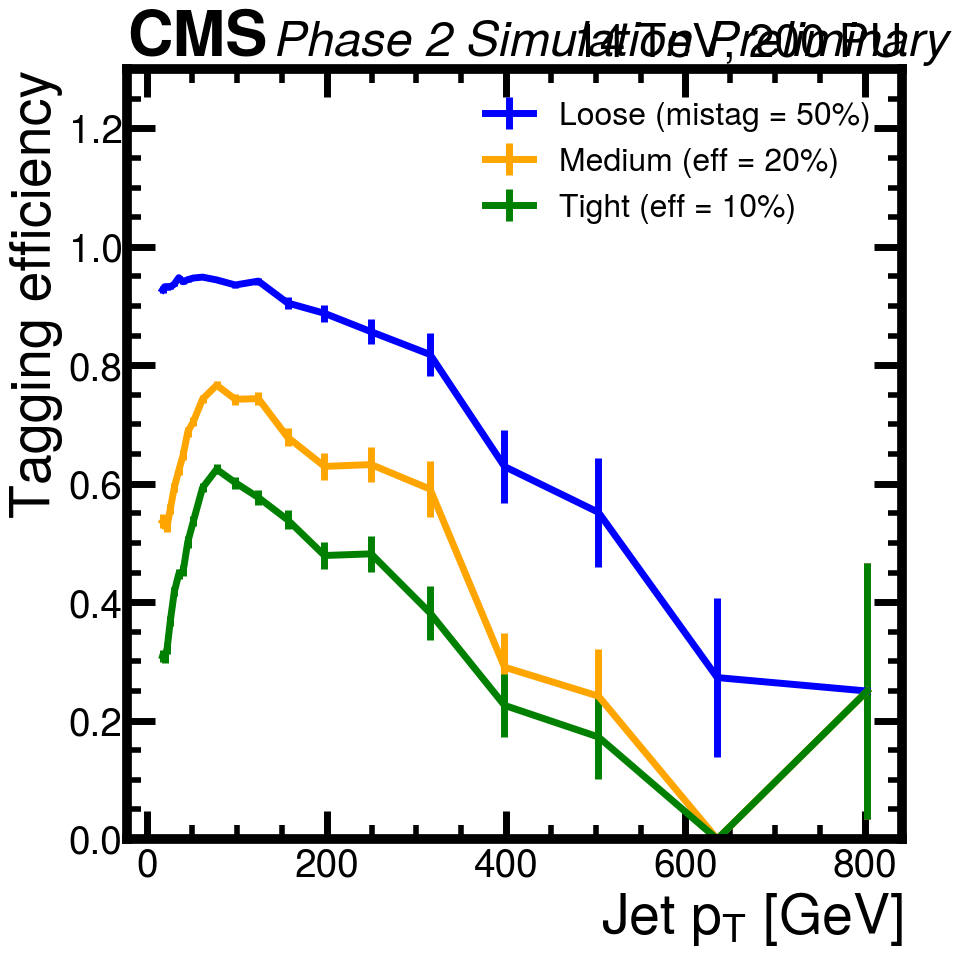 CMS Phase 2 Simulation Preliminary
14 TeV, 200 PU
Tagging efficiency
1.2
1.0
0.8
0.6
0.4
0.2
0.0
Loose (mistag = 50%)
Medium (eff = 20%)
Tight (eff = 10%)
0 200 400 600 800
Jet pT [GeV]